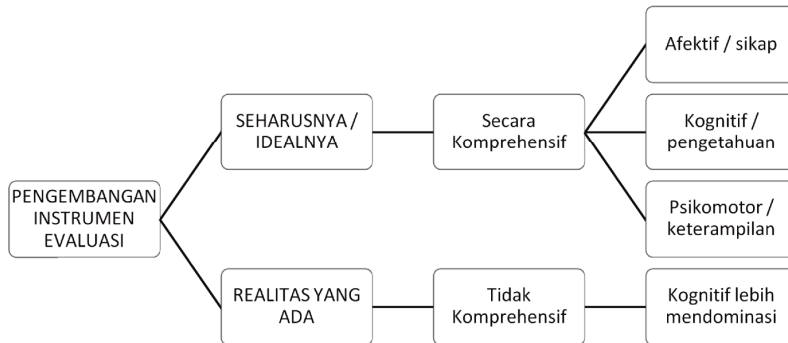 PENGEMBANGAN
INSTRUMEN
EVALUASI
SEHARUSNYA /
IDEALNYA
Secara
Komprehensif
Afektif / sikap
Kognitif /
pengetahuan
Psikomotor /
keterampilan
REALITAS YANG
ADA
Tidak
Komprehensif
Kognitif lebih
mendominasi